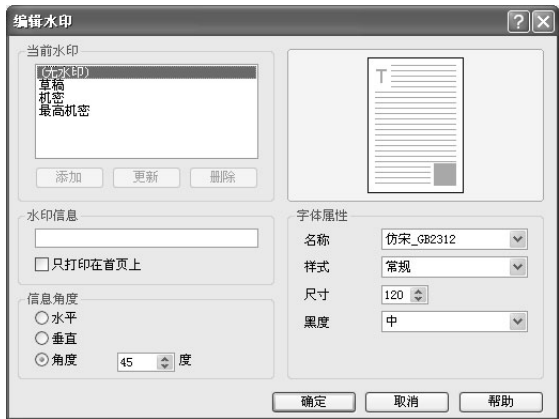 编辑水印
当前水印
(无水印)
草稿
机密
最高机密
添加 更新 删除
T
水印信息
只打印在首页上
信息角度
水平
垂直
角度 45 度
字体属性
名称 仿宋_GB2312
样式 常规
尺寸 120
黑度 中
确定 取消 帮助